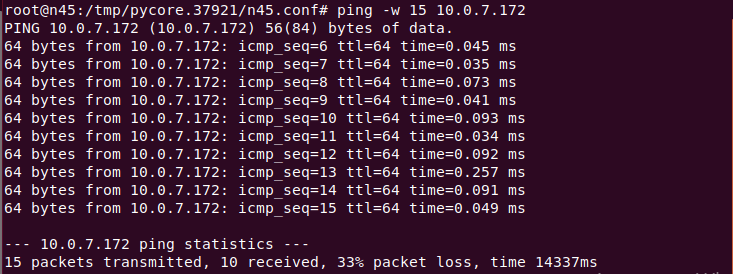 root@n45:/tmp/pycore.37921/n45.conf# ping -w 15 10.0.7.172
PING 10.0.7.172 (10.0.7.172) 56(84) bytes of data.
64 bytes from 10.0.7.172: icmp_seq=6 ttl=64 time=0.045 ms
64 bytes from 10.0.7.172: icmp_seq=7 ttl=64 time=0.035 ms
64 bytes from 10.0.7.172: icmp_seq=8 ttl=64 time=0.073 ms
64 bytes from 10.0.7.172: icmp_seq=9 ttl=64 time=0.041 ms
64 bytes from 10.0.7.172: icmp_seq=10 ttl=64 time=0.093 ms
64 bytes from 10.0.7.172: icmp_seq=11 ttl=64 time=0.034 ms
64 bytes from 10.0.7.172: icmp_seq=12 ttl=64 time=0.092 ms
64 bytes from 10.0.7.172: icmp_seq=13 ttl=64 time=0.257 ms
64 bytes from 10.0.7.172: icmp_seq=14 ttl=64 time=0.091 ms
64 bytes from 10.0.7.172: icmp_seq=15 ttl=64 time=0.049 ms
--- 10.0.7.172 ping statistics ---
15 packets transmitted, 10 received, 33% packet loss, time 14337ms